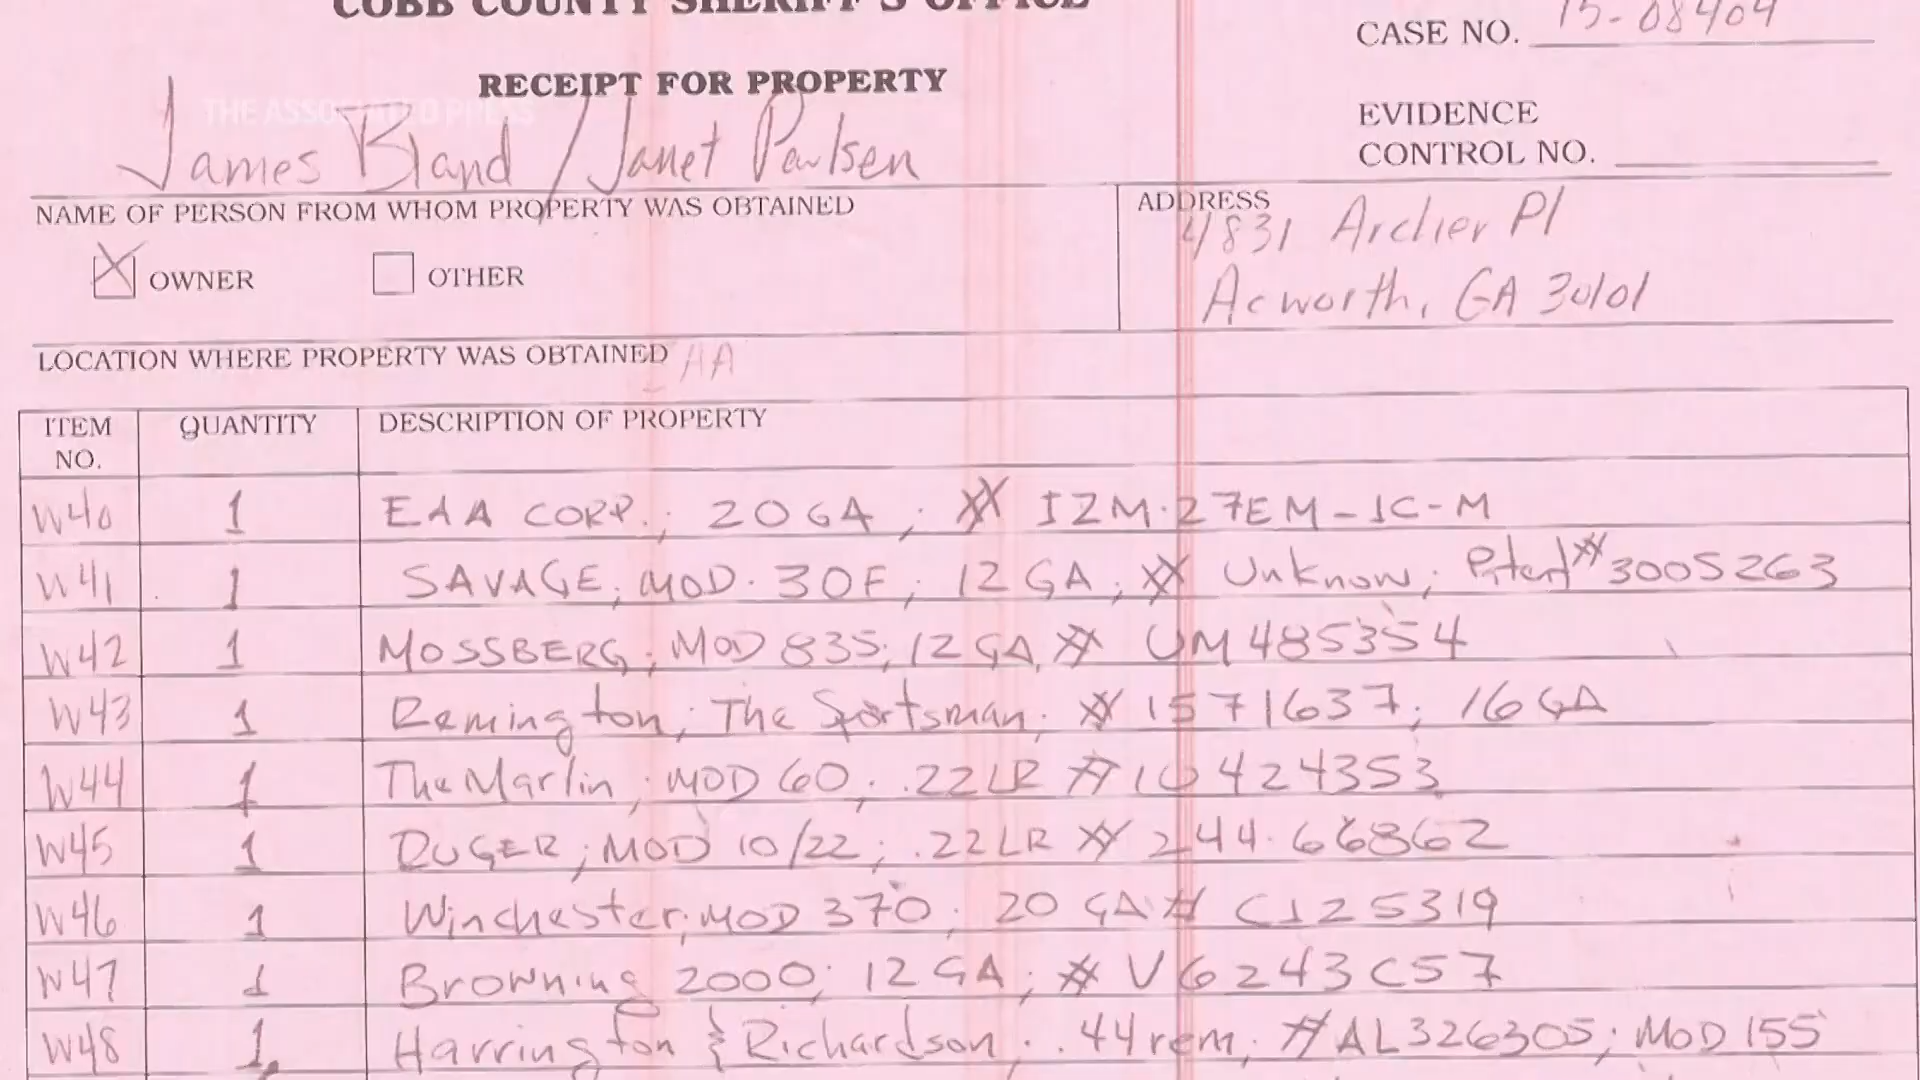 COBB COUNTY SHERIFF'S OFFICE
CASE NO. 15-08404
RECEIPT FOR PROPERTY
THE ASSOCIATED PRESS
EVIDENCE
CONTROL NO.
James Bland / Janet Paulsen
NAME OF PERSON FROM WHOM PROPERTY WAS OBTAINED
ADDRESS
4831 Archer Pl
Acworth, GA 30101
X OWNER OTHER
LOCATION WHERE PROPERTY WAS OBTAINED
ITEM NO. QUANTITY DESCRIPTION OF PROPERTY
W40 1 EAA CORP.; 20 GA; # IZM-27EM-1C-M
W41 1 SAVAGE; MOD. 30F; 12 GA; # Unknow; Patent # 3005263
W42 1 MOSSBERG; MOD 835; 12 GA, # UM485354
W43 1 Remington; The Sportsman; # 1571637; 16 GA
W44 1 The Marlin; MOD 60; .22LR # 10424353
W45 1 RUGER; MOD 10/22; .22LR # 244-66862
W46 1 Winchester; MOD 370; 20 GA # C125319
W47 1 Browning 2000; 12 GA; # V6243C57
W48 1 Harrington & Richardson; .44rem; # AL326305; MOD 155